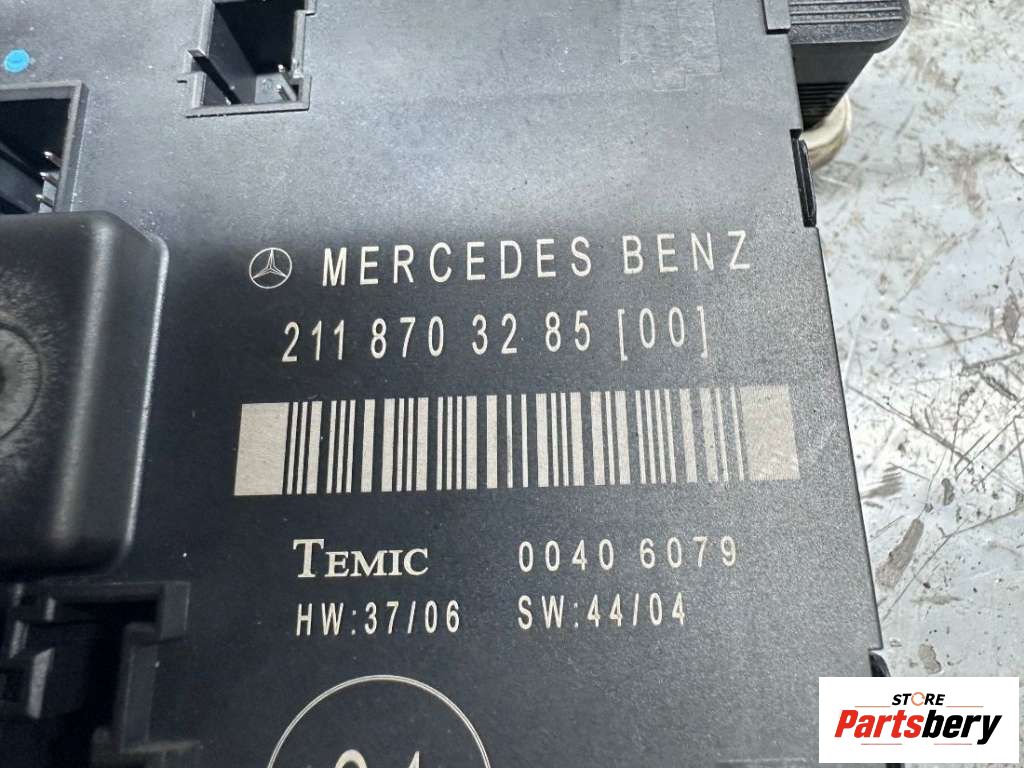 MERCEDES BENZ
211 870 32 85 [00]
TEMIC 0040 6079
HW:37/06 SW:44/04
STORE
Partsbery